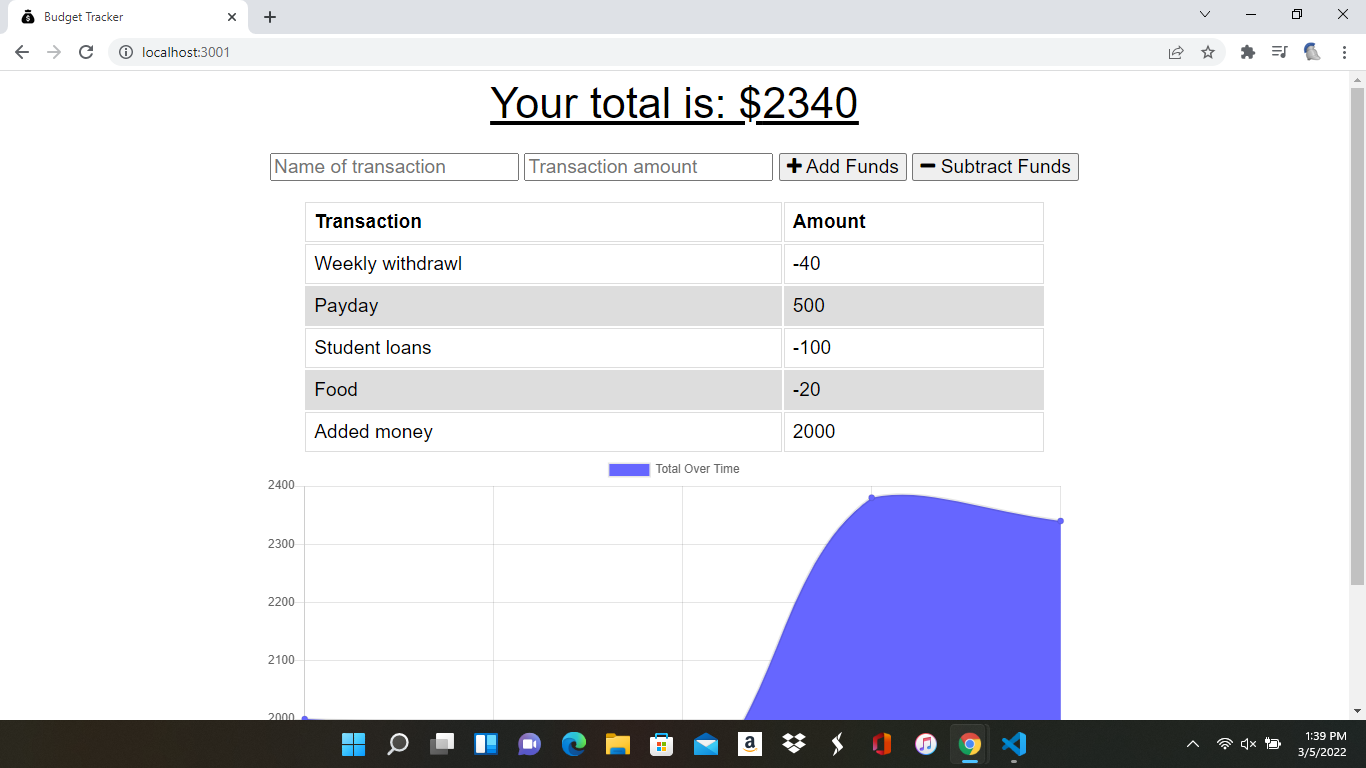 Budget Tracker
localhost:3001
Your total is: $2340
Name of transaction Transaction amount Add Funds Subtract Funds
Transaction Amount
Weekly withdrawl -40
Payday 500
Student loans -100
Food -20
Added money 2000
Total Over Time
2400
2300
2200
2100
2000
1:39 PM
3/5/2022